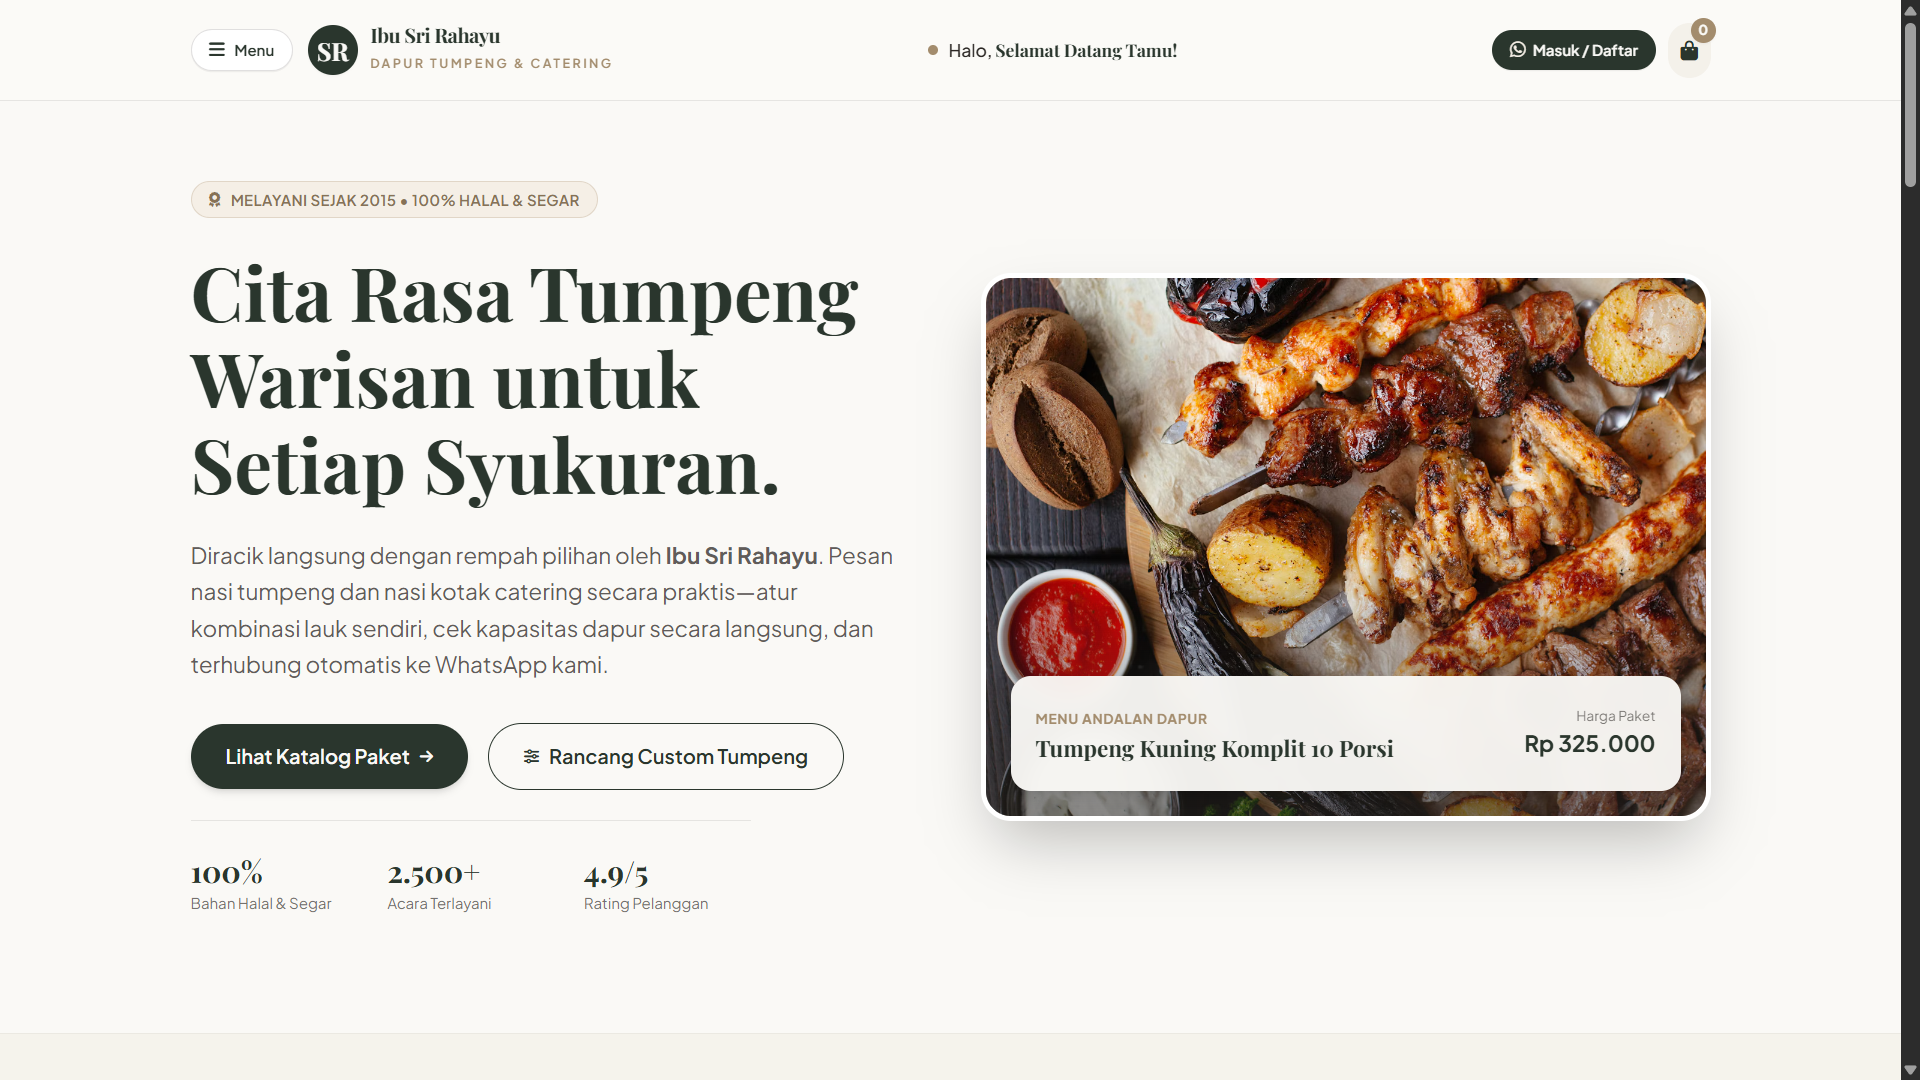 Menu
SR
Ibu Sri Rahayu
DAPUR TUMPENG & CATERING
Halo, Selamat Datang Tamu!
Masuk / Daftar
0
MELAYANI SEJAK 2015 • 100% HALAL & SEGAR
Cita Rasa Tumpeng
Warisan untuk
Setiap Syukuran.
Diracik langsung dengan rempah pilihan oleh Ibu Sri Rahayu. Pesan
nasi tumpeng dan nasi kotak catering secara praktis—atur
kombinasi lauk sendiri, cek kapasitas dapur secara langsung, dan
terhubung otomatis ke WhatsApp kami.
Lihat Katalog Paket →
Rancang Custom Tumpeng
100%
Bahan Halal & Segar
2.500+
Acara Terlayani
4.9/5
Rating Pelanggan
MENU ANDALAN DAPUR
Tumpeng Kuning Komplit 10 Porsi
Harga Paket
Rp 325.000